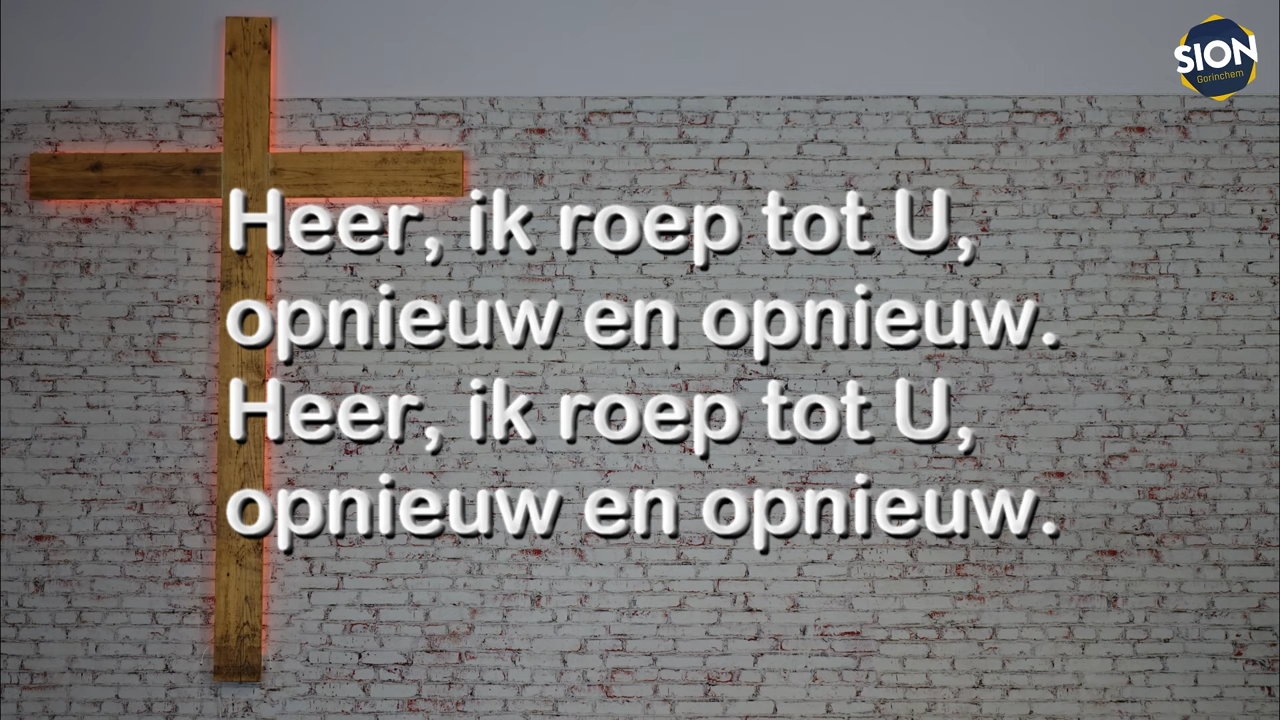 SION
Gorinchem
Heer, ik roep tot U,
opnieuw en opnieuw.
Heer, ik roep tot U,
opnieuw en opnieuw.